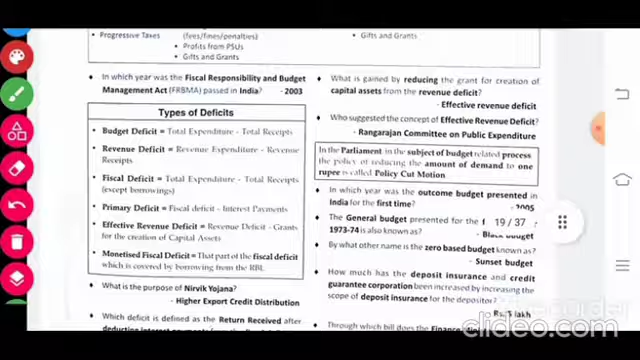 • Progressive Taxes
(fees/fines/penalties)
• Profits from PSUs
• Gifts and Grants
• Gifts and Grants
• In which year was the Fiscal Responsibility and Budget
Management Act (FRBMA) passed in India?
- 2003
Types of Deficits
• Budget Deficit = Total Expenditure - Total Receipts
• Revenue Deficit = Revenue Expenditure - Revenue
Receipts
• Fiscal Deficit = Total Expenditure - Total Receipts
(except borrowings)
• Primary Deficit = Fiscal deficit - Interest Payments
• Effective Revenue Deficit = Revenue Deficit - Grants
for the creation of Capital Assets
• Monetised Fiscal Deficit = That part of the fiscal deficit
which is covered by borrowing from the RBI.
• What is the purpose of Nirvik Yojana?
- Higher Export Credit Distribution
• Which deficit is defined as the Return Received after
deducting interest payments
• What is gained by reducing the grant for creation of
capital assets from the revenue deficit?
- Effective revenue deficit
• Who suggested the concept of Effective Revenue Deficit?
- Rangarajan Committee on Public Expenditure
In the Parliament in the subject of budget related process
the policy of reducing the amount of demand to one
rupee is called Policy Cut Motion
• In which year was the outcome budget presented in
India for the first time?
- 2005
• The General budget presented for the
1973-74 is also known as?
- Black budget
19 / 37
• By what other name is the zero based budget known as?
- Sunset budget
• How much has the deposit insurance and credit
guarantee corporation been increased by increasing the
scope of deposit insurance for the depositor?
Rs. 5 lakh
• Through which bill does the Finance